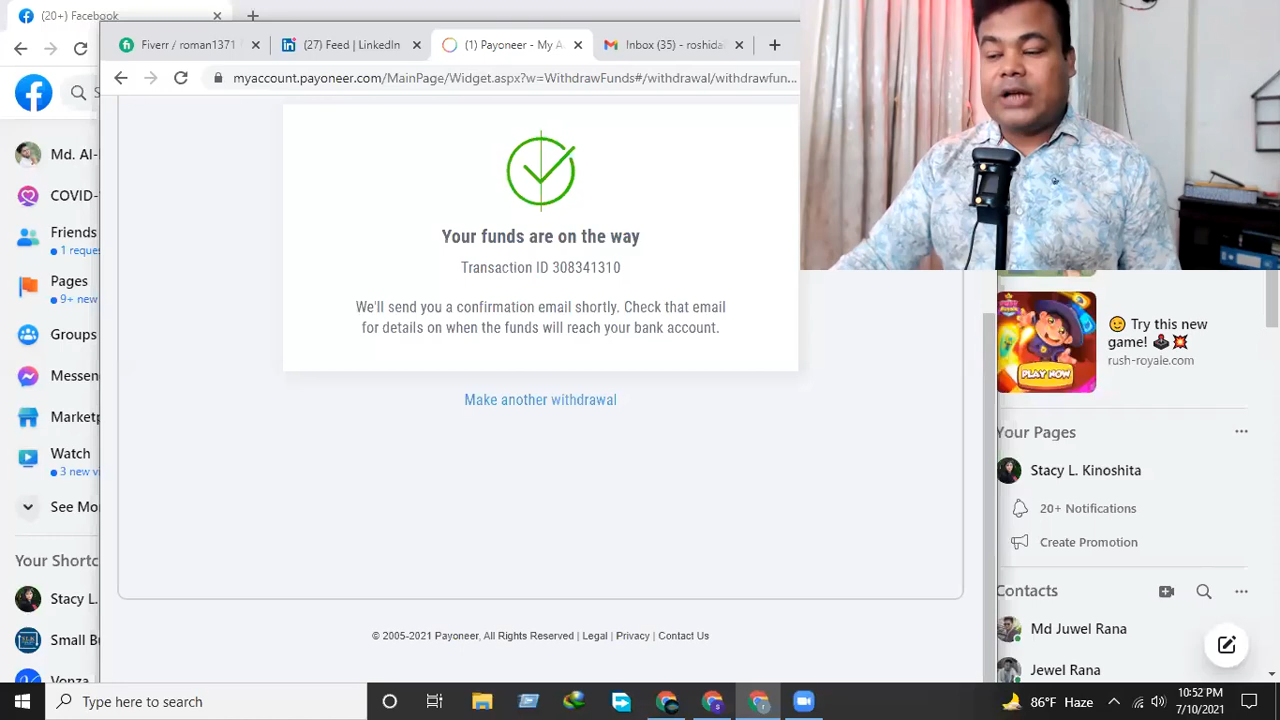 (20+) Facebook
Fiverr / roman1371
(27) Feed | LinkedIn
(1) Payoneer - My A
Inbox (35) - roshida
myaccount.payoneer.com/MainPage/Widget.aspx?w=WithdrawFunds#/withdrawal/withdrawfun...
S
Md. Al-
COVID-
Friends
1 reque
Pages
9+ new
Groups
Messen
Marketp
Watch
3 new v
See Mo
Your Shortc
Stacy L.
Small Bu
Vonza
Your funds are on the way
Transaction ID 308341310
We'll send you a confirmation email shortly. Check that email
for details on when the funds will reach your bank account.
Make another withdrawal
© 2005-2021 Payoneer, All Rights Reserved | Legal | Privacy | Contact Us
PLAY NOW
Try this new
game!
rush-royale.com
Your Pages
Stacy L. Kinoshita
20+ Notifications
Create Promotion
Contacts
Md Juwel Rana
Jewel Rana
Type here to search
86°F Haze
10:52 PM
7/10/2021